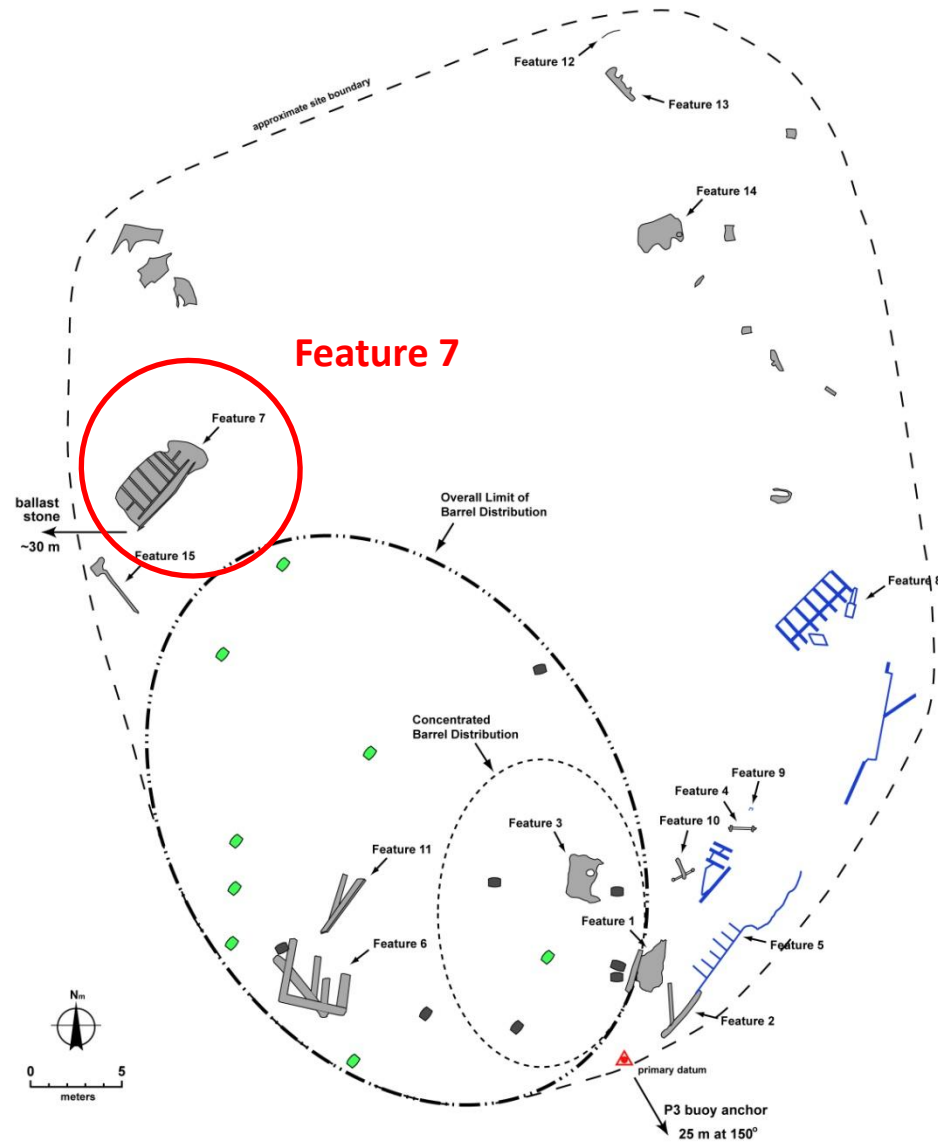 Feature 12
Feature 13
approximate site boundary
Feature 14
Feature 7
Feature 7
ballast
stone
~30 m
Overall Limit of
Barrel Distribution
Feature 15
Feature 8
Concentrated
Barrel Distribution
Feature 9
Feature 4
Feature 10
Feature 3
Feature 11
Feature 1
Feature 6
Feature 5
Feature 2
Nm
0 5
meters
primary datum
P3 buoy anchor
25 m at 150°